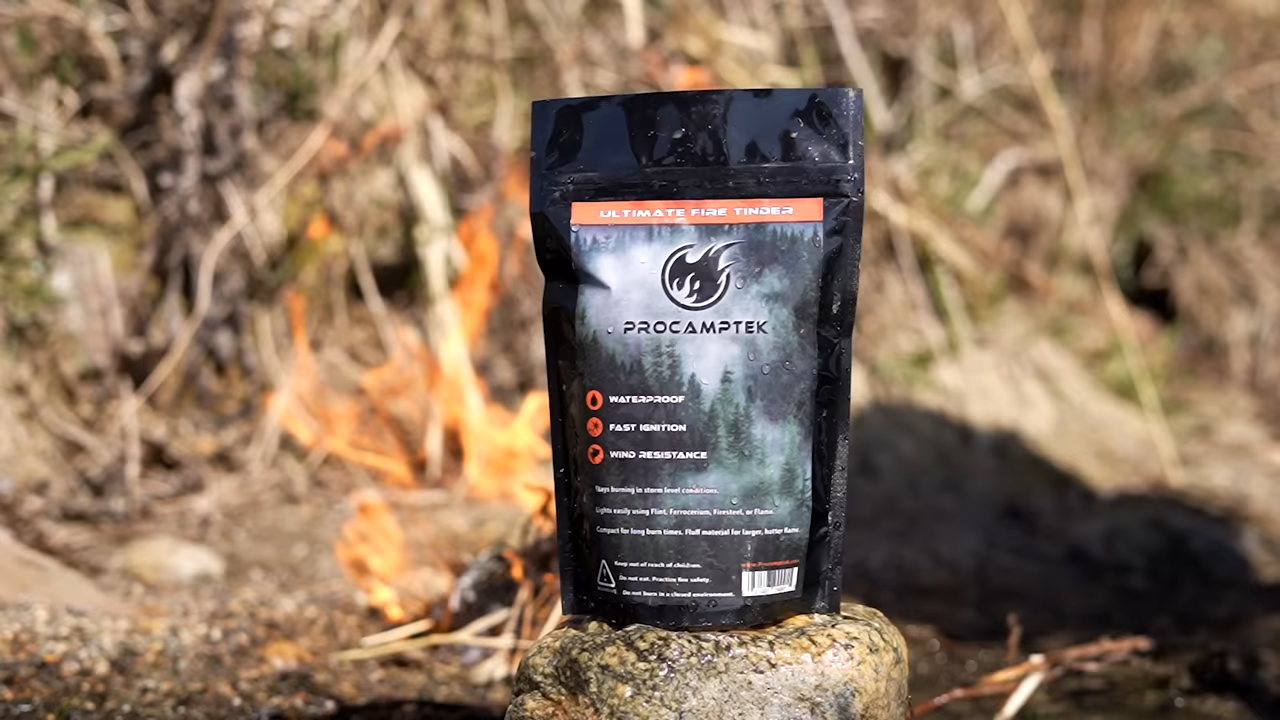 ULTIMATE FIRE TINDER
PROCAMPTEK
WATERPROOF
FAST IGNITION
WIND RESISTANCE
Stays burning in storm level conditions.
Lights easily using Flint, Ferrocerium, Firesteel, or Flame.
Compact for long burn times. Fluff material for larger, hotter flame.
Keep out of reach of children.
Do not eat. Practice fire safety.
Do not burn in a closed environment.